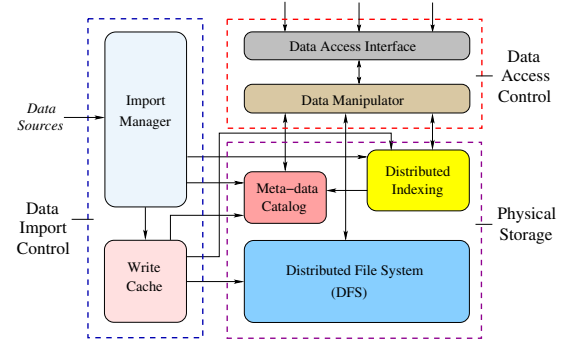 Data Access Interface
Data
Access
Control
Data Manipulator
Data
Sources
Import
Manager
Meta−data
Catalog
Distributed
Indexing
Data
Import
Control
Physical
Storage
Write
Cache
Distributed File System
(DFS)